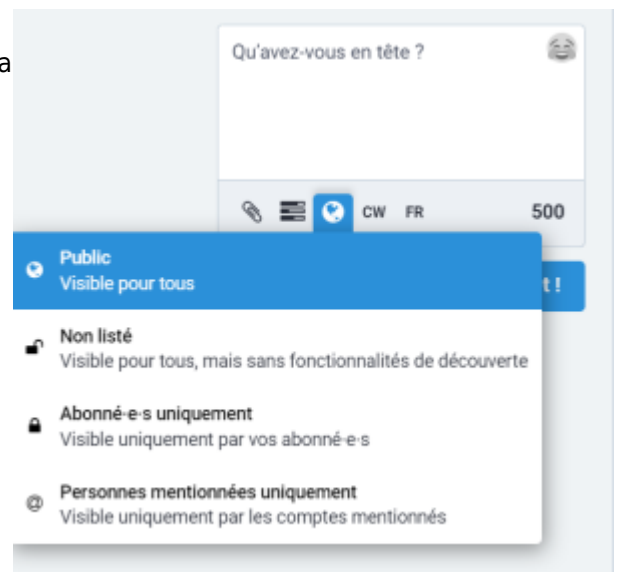 a
Qu'avez-vous en tête ?
CW FR 500
Public
Visible pour tous
t !
Non listé
Visible pour tous, mais sans fonctionnalités de découverte
Abonné·e·s uniquement
Visible uniquement par vos abonné·e·s
@ Personnes mentionnées uniquement
Visible uniquement par les comptes mentionnés